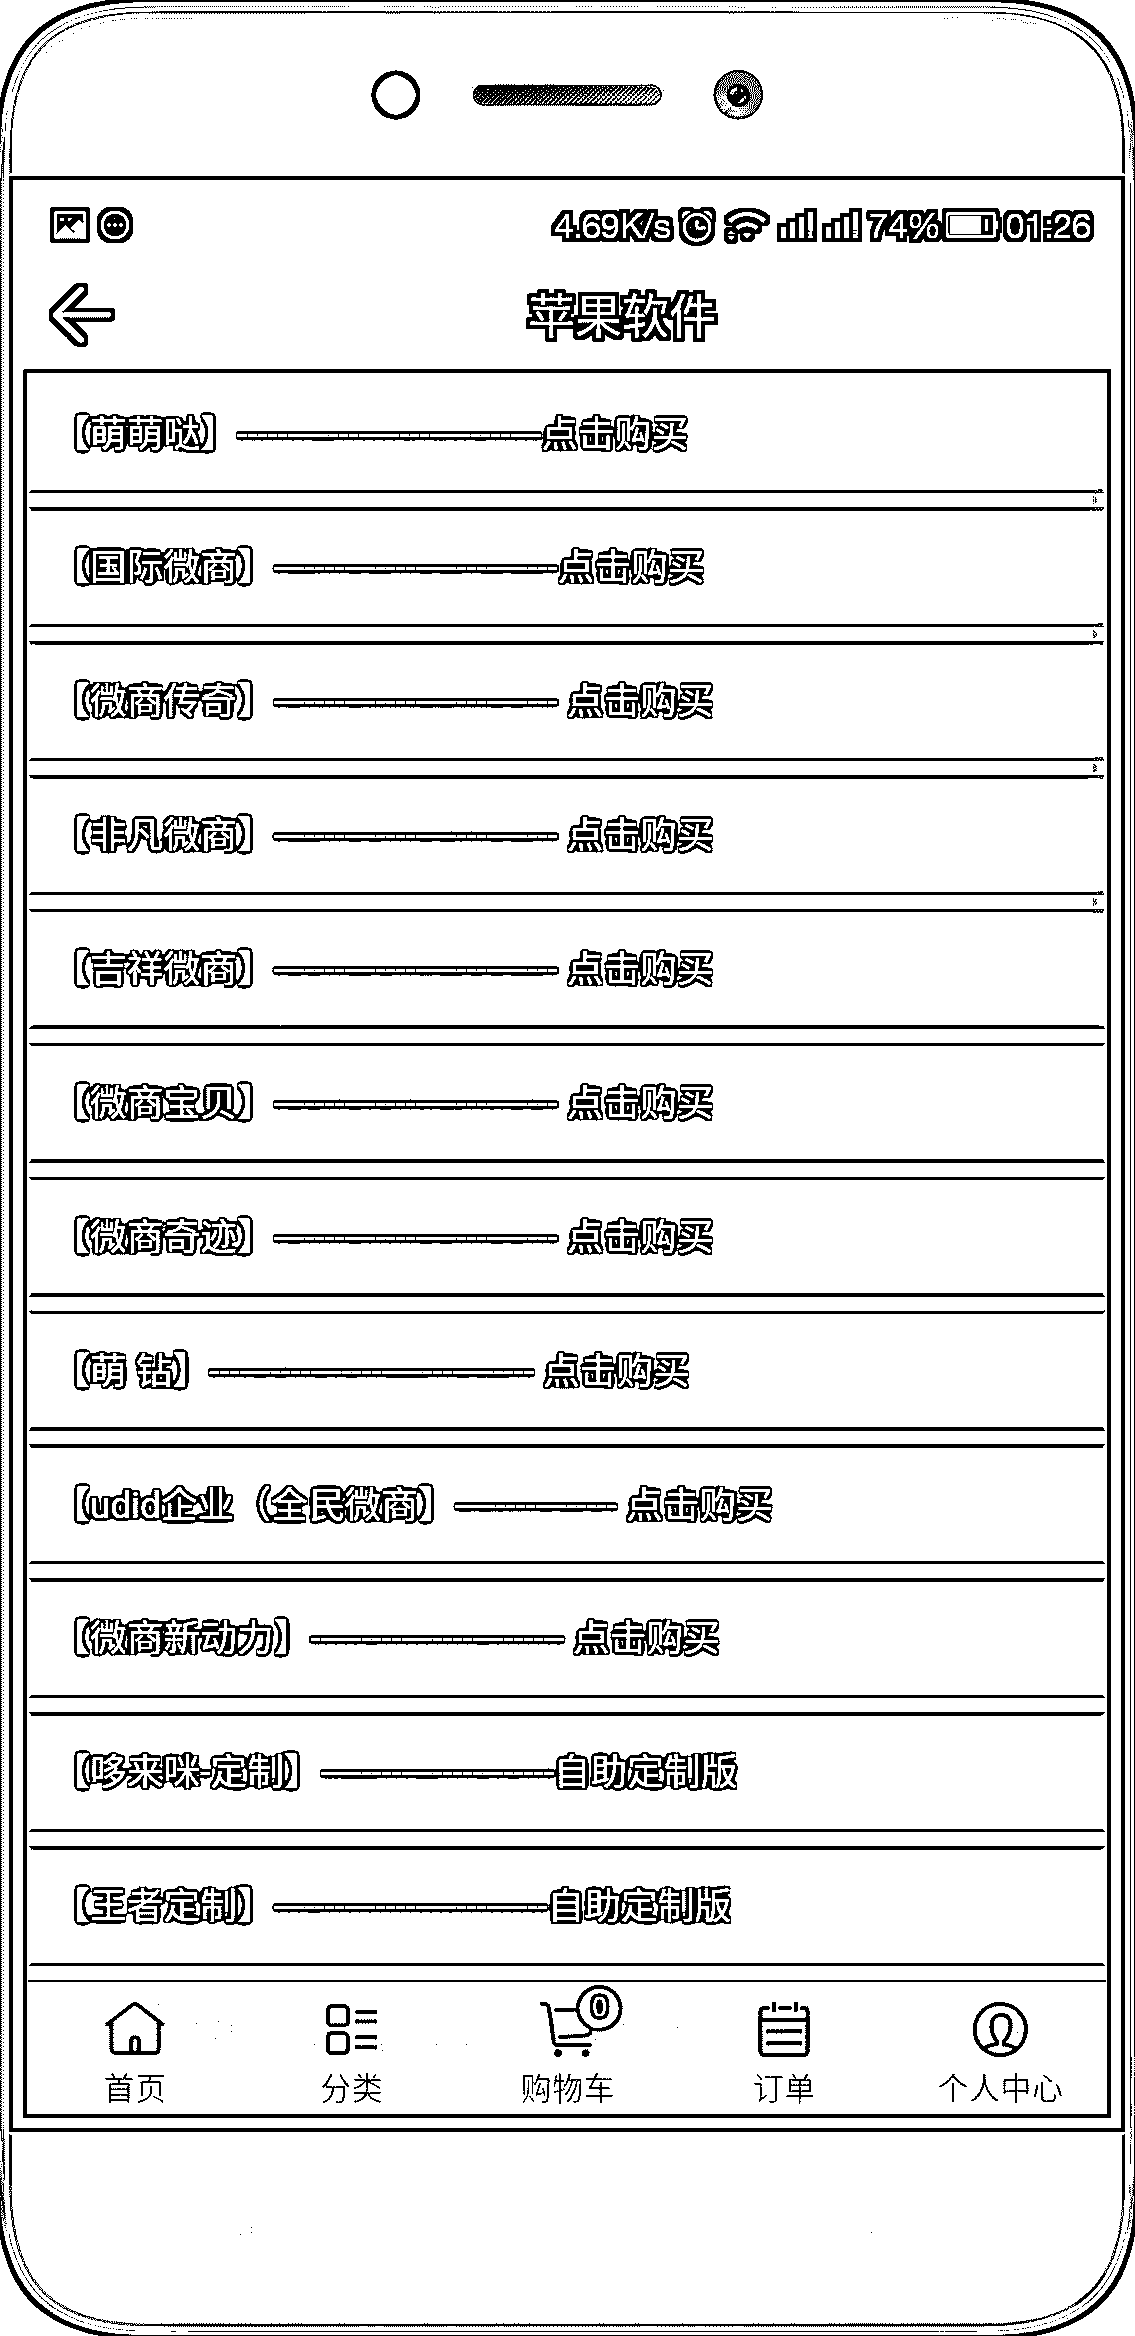 4.69K/s 74% 01:26
苹果软件
【萌萌哒】————————点击购买
【国际微商】————————点击购买
【微商传奇】————————点击购买
【非凡微商】————————点击购买
【吉祥微商】————————点击购买
【微商宝贝】————————点击购买
【微商奇迹】————————点击购买
【萌 钻】—————————点击购买
【udid企业（全民微商】————点击购买
【微商新动力】———————点击购买
【哆来咪-定制】——————自助定制版
【王者定制】———————自助定制版
0
首页 分类 购物车 订单 个人中心